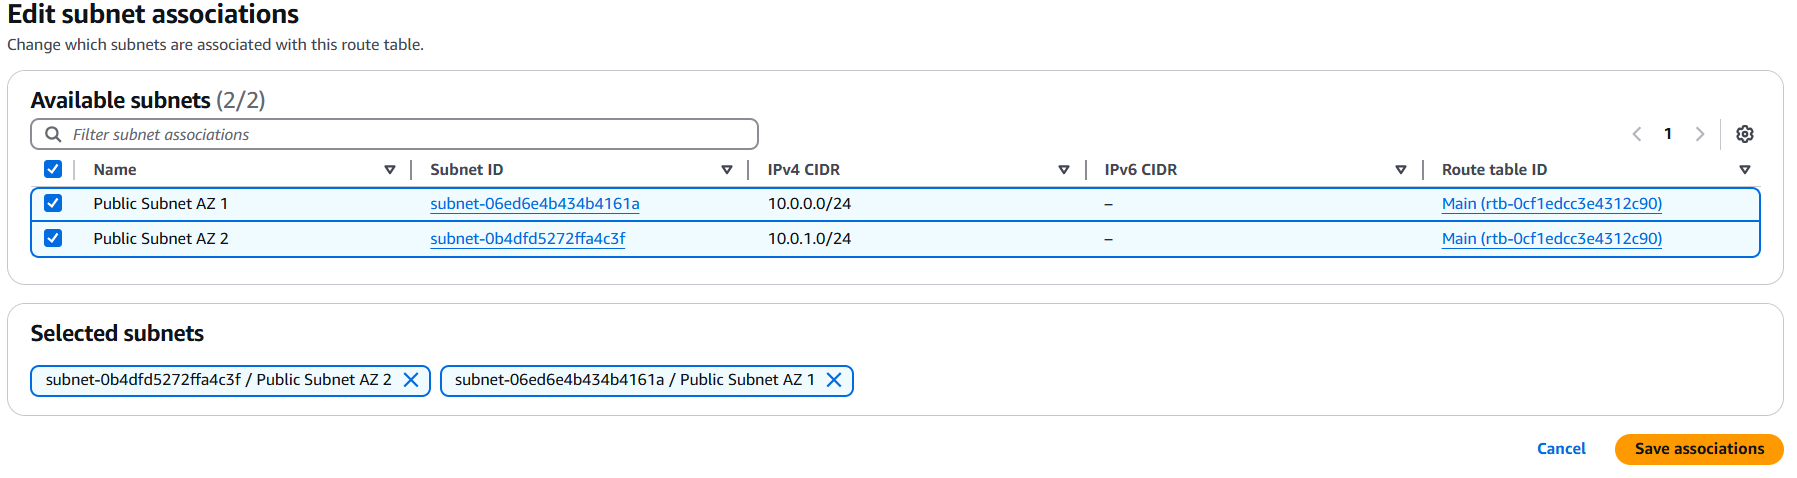 Edit subnet associations
Change which subnets are associated with this route table.
Available subnets (2/2)
Filter subnet associations
1
Name Subnet ID IPv4 CIDR IPv6 CIDR Route table ID
Public Subnet AZ 1 subnet-06ed6e4b434b4161a 10.0.0.0/24 – Main (rtb-0cf1edcc3e4312c90)
Public Subnet AZ 2 subnet-0b4dfd5272ffa4c3f 10.0.1.0/24 – Main (rtb-0cf1edcc3e4312c90)
Selected subnets
subnet-0b4dfd5272ffa4c3f / Public Subnet AZ 2 subnet-06ed6e4b434b4161a / Public Subnet AZ 1
Cancel Save associations